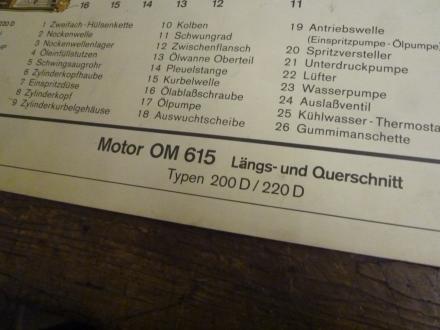 16 15 14 13 12 11
200 D
1 Zweifach-Hülsenkette
2 Nockenwelle
3 Nockenwellenlager
4 Öleinfüllstutzen
5 Schwingsaugrohr
6 Zylinderkopfhaube
7 Einspritzdüse
8 Zylinderkopf
9 Zylinderkurbelgehäuse
10 Kolben
11 Schwungrad
12 Zwischenflansch
13 Ölwanne Oberteil
14 Pleuelstange
15 Kurbelwelle
16 Ölablaßschraube
17 Ölpumpe
18 Auswuchtscheibe
19 Antriebswelle
(Einspritzpumpe-Ölpumpe)
20 Spritzversteller
21 Unterdruckpumpe
22 Lüfter
23 Wasserpumpe
24 Auslaßventil
25 Kühlwasser-Thermosta
26 Gummimanschette
Motor OM 615 Längs- und Querschnitt
Typen 200 D / 220 D